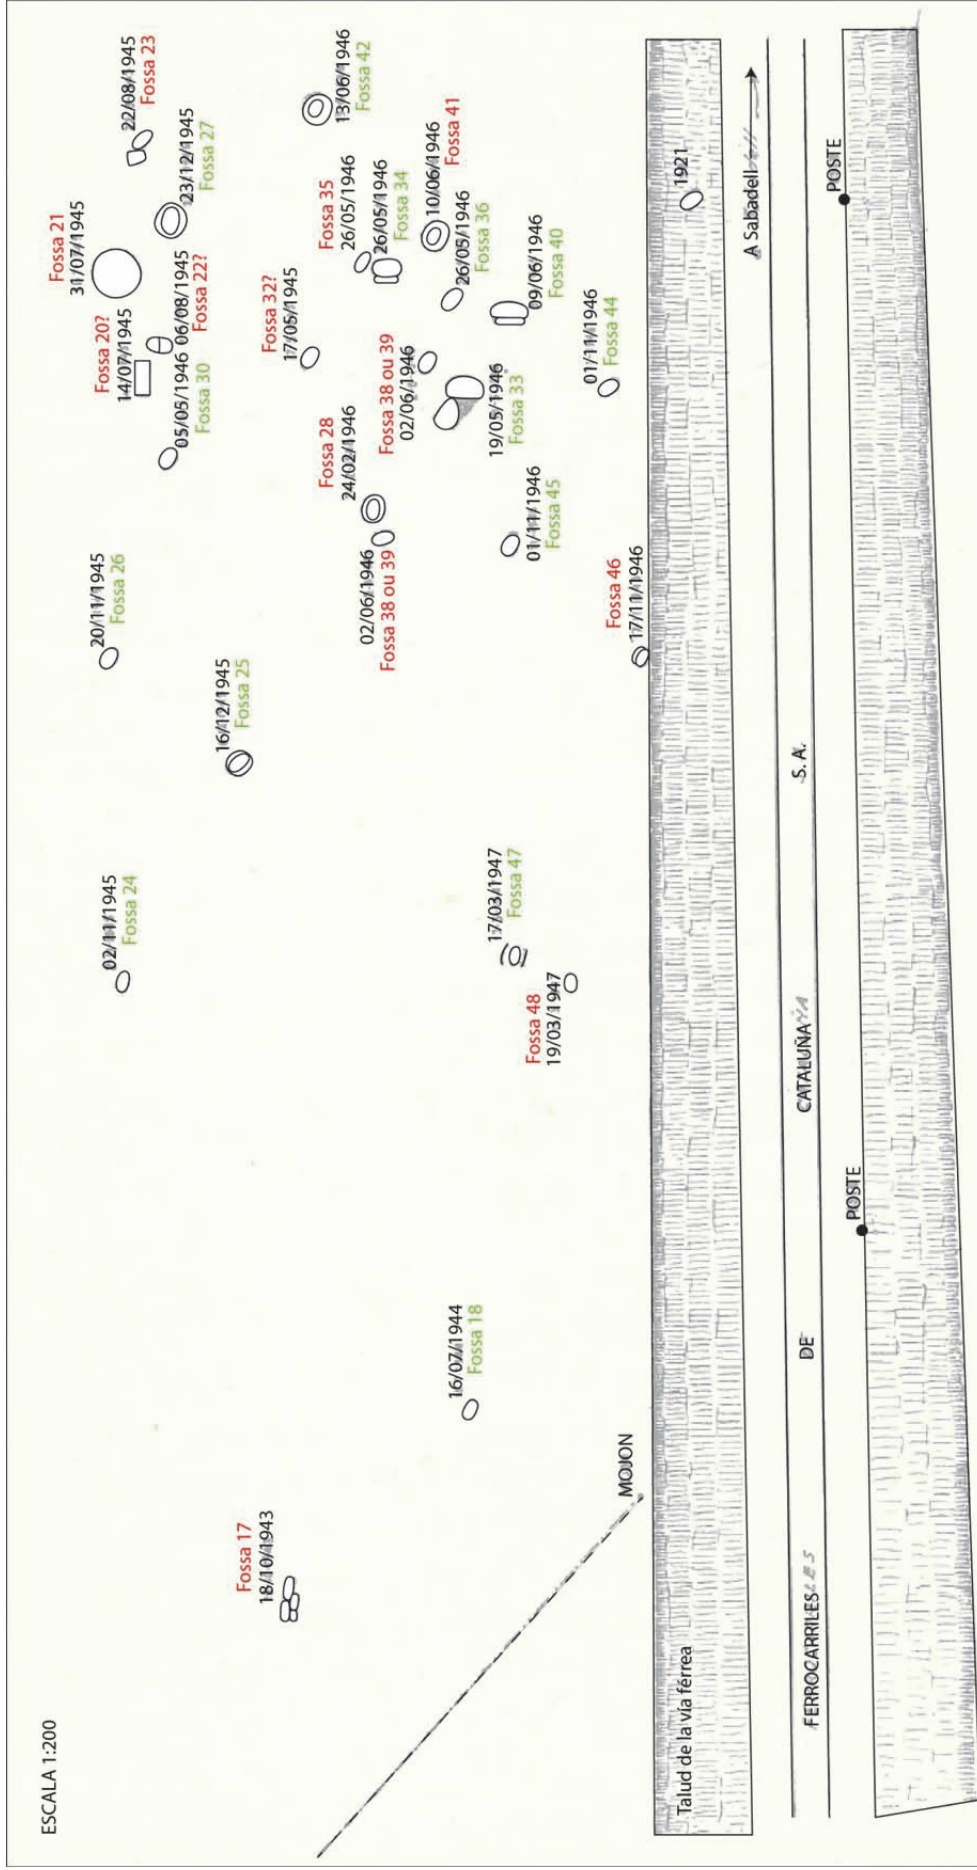 ESCALA 1:200
Fossa 21
31/07/1945
Fossa 20?
14/07/1945
22/08/1945
Fossa 23
20/11/1945
Fossa 26
02/11/1945
Fossa 24
05/05/1946
Fossa 30
06/08/1945
Fossa 22?
23/12/1945
Fossa 27
16/12/1945
Fossa 25
Fossa 17
18/10/1943
Fossa 32?
17/05/1945
Fossa 28
24/02/1946
Fossa 35
26/05/1946
13/06/1946
Fossa 42
02/06/1946
Fossa 38 ou 39
Fossa 38 ou 39
02/06/1946
26/05/1946
Fossa 34
10/06/1946
Fossa 41
26/05/1946
Fossa 36
16/07/1944
Fossa 18
17/03/1947
Fossa 47
19/05/1946
Fossa 33
09/06/1946
Fossa 40
Fossa 48
19/03/1947
01/11/1946
Fossa 45
01/11/1946
Fossa 44
Fossa 46
17/11/1946
MOJON
Talud de la vía férrea
1921
A Sabadell
FERROCARRILES DE CATALUÑA S.A.
POSTE
POSTE